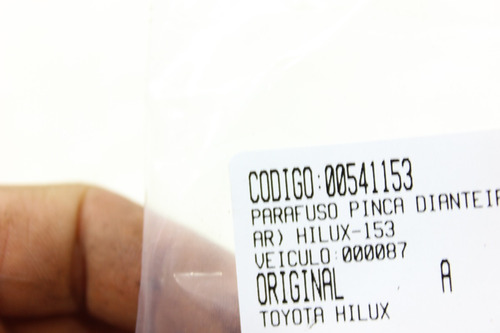 CODIGO:00541153
PARAFUSO PINCA DIANTEIR
AR) HILUX-153
VEICULO:000087
ORIGINAL A
TOYOTA HILUX